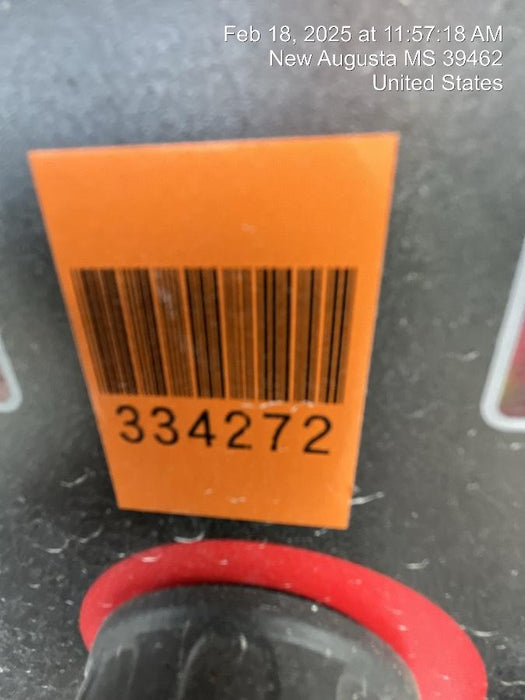 Feb 18, 2025 at 11:57:18 AM
New Augusta MS 39462
United States
334272